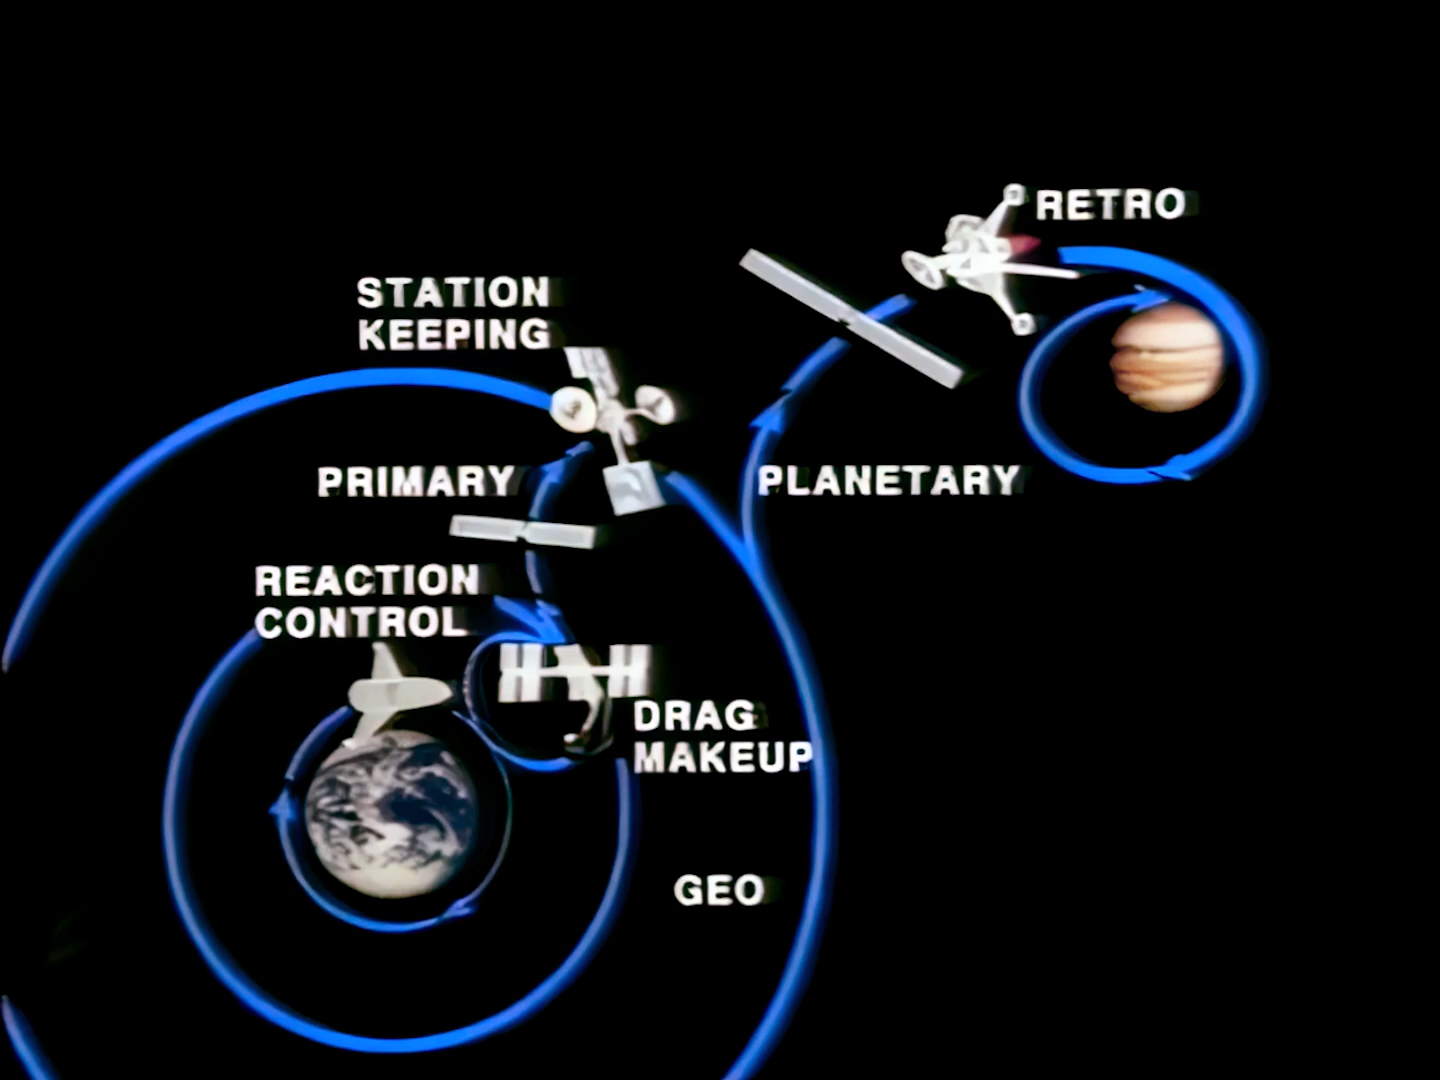 RETRO
STATION
KEEPING
PRIMARY
PLANETARY
REACTION
CONTROL
DRAG
MAKEUP
GEO